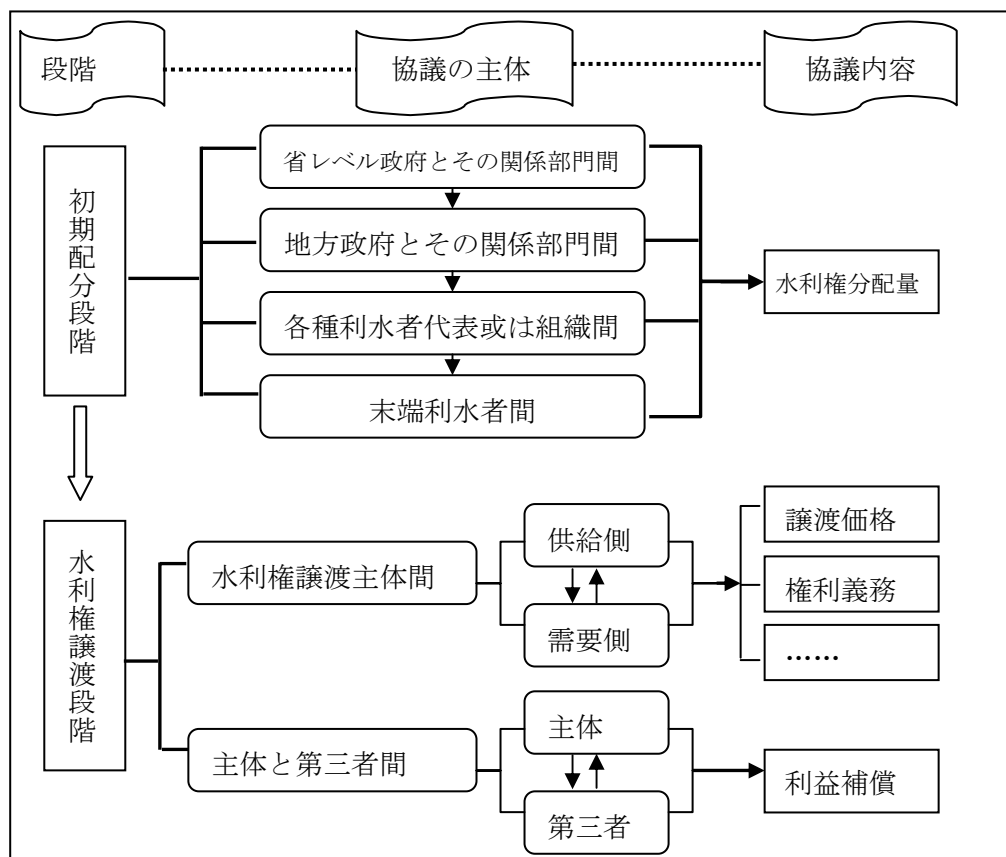 段階
協議の主体
協議内容
初期配分段階
省レベル政府とその関係部門間
地方政府とその関係部門間
各種利水者代表或は組織間
末端利水者間
水利権分配量
水利権譲渡段階
水利権譲渡主体間
供給側
需要側
譲渡価格
権利義務
……
主体と第三者間
主体
第三者
利益補償